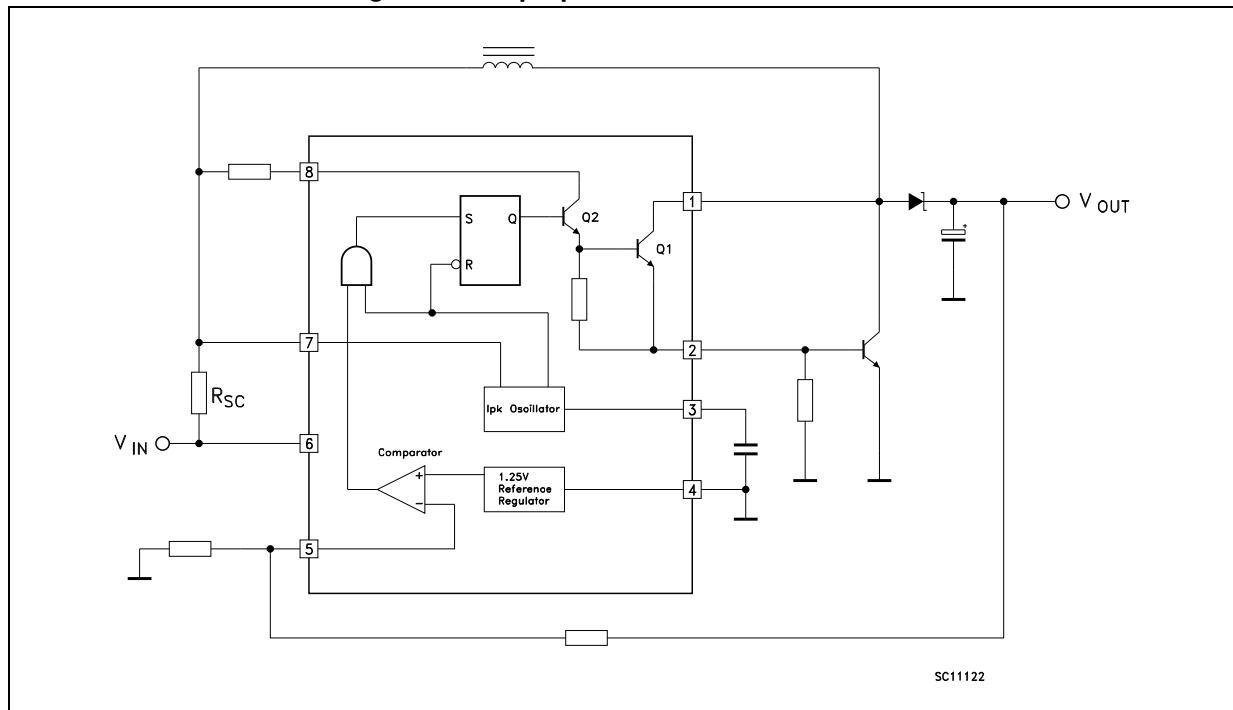 8
1
S
Q
Q2
Q1
R
7
2
R
SC
Ipk Oscillator
3
V IN
6
Comparator
+
−
1.25V
Reference
Regulator
4
5
V OUT
+
SC11122